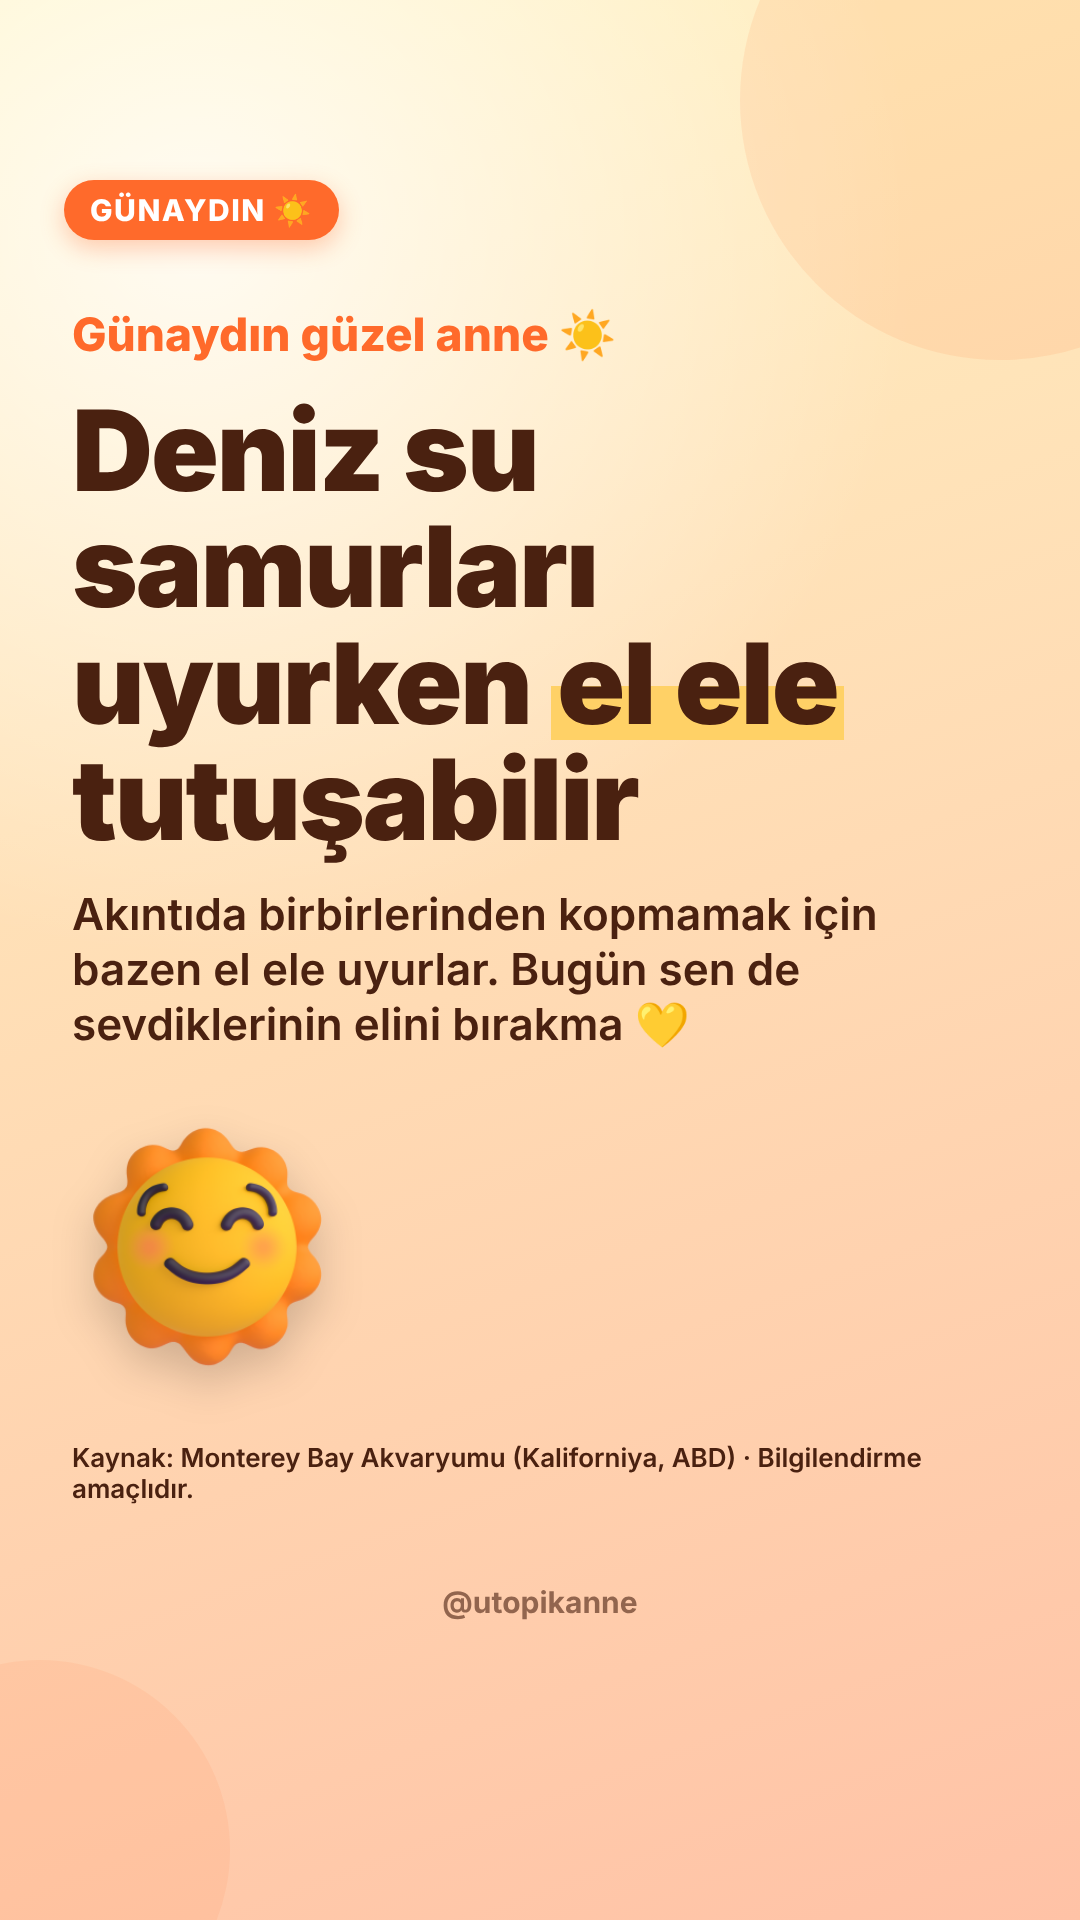 GÜNAYDIN ☀️
Günaydın güzel anne ☀️
Deniz su
samurları
uyurken el ele
tutuşabilir
Akıntıda birbirlerinden kopmamak için
bazen el ele uyurlar. Bugün sen de
sevdiklerinin elini bırakma 💛
Kaynak: Monterey Bay Akvaryumu (Kaliforniya, ABD) · Bilgilendirme
amaçlıdır.
@utopikanne